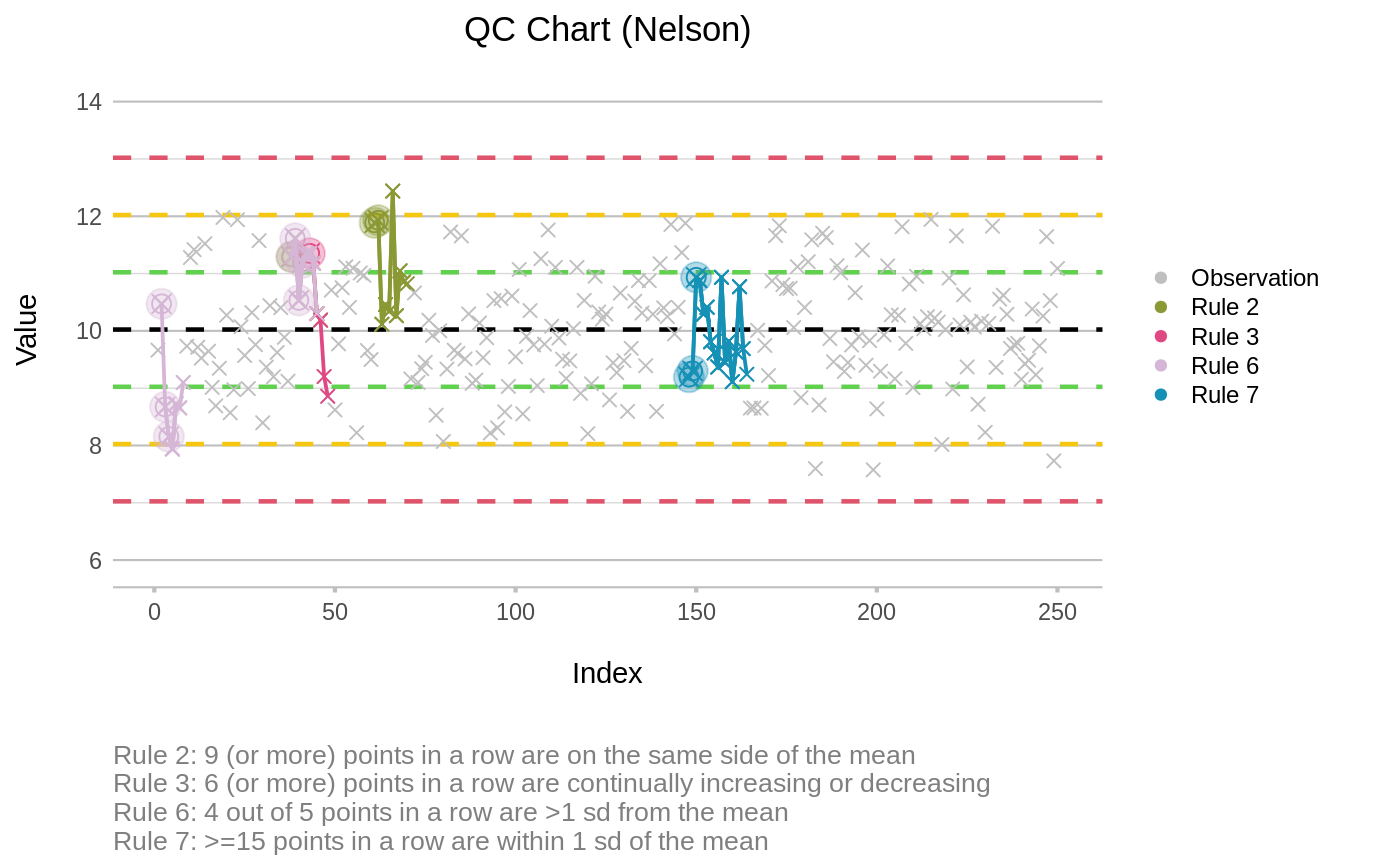 QC Chart (Nelson)
14
12
10
8
6
Value
0 50 100 150 200 250
Index
Observation
Rule 2
Rule 3
Rule 6
Rule 7
Rule 2: 9 (or more) points in a row are on the same side of the mean
Rule 3: 6 (or more) points in a row are continually increasing or decreasing
Rule 6: 4 out of 5 points in a row are >1 sd from the mean
Rule 7: >=15 points in a row are within 1 sd of the mean